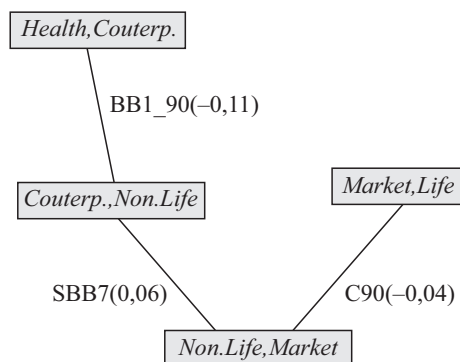 Health,Couterp.
BB1_90(–0,11)
Couterp.,Non.Life
Market,Life
SBB7(0,06)
C90(–0,04)
Non.Life,Market